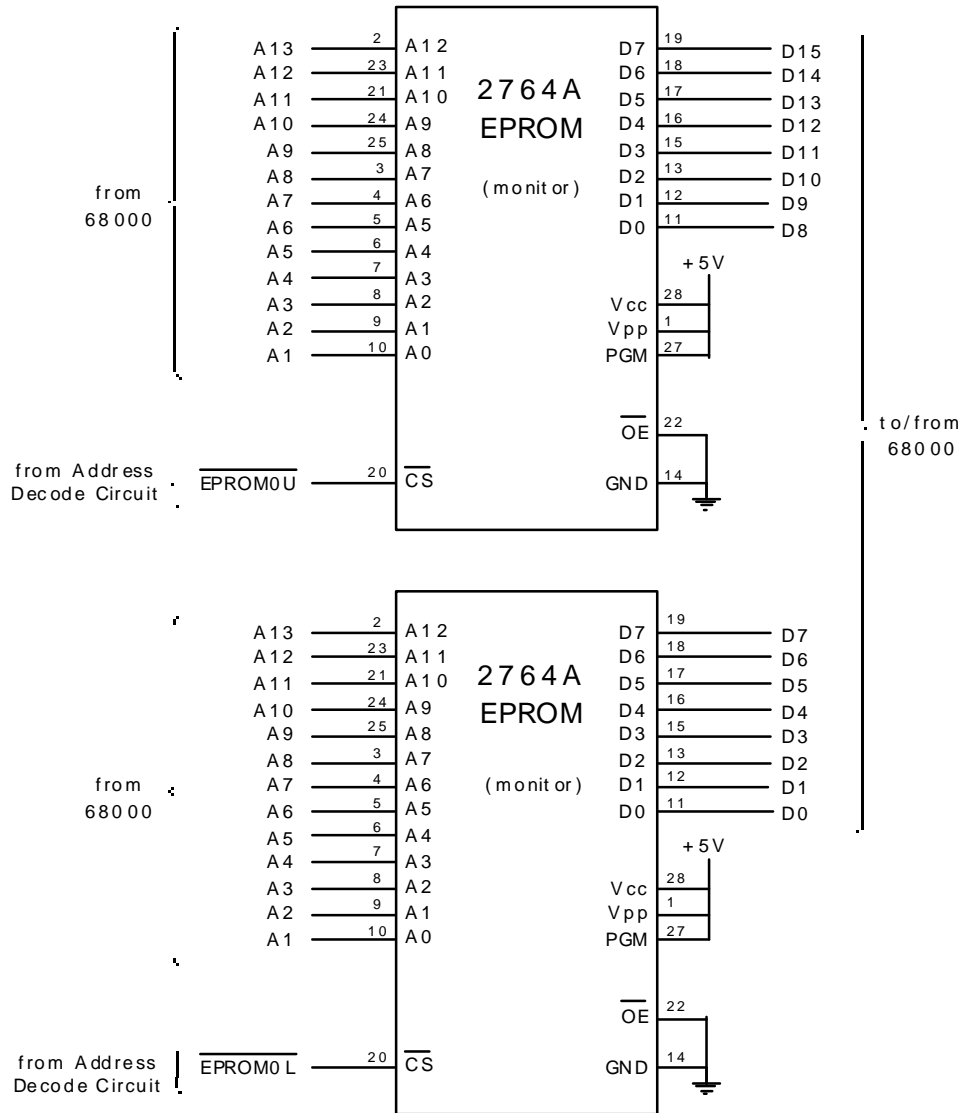 A13 2 A12 D7 19 D15
A12 23 A11 D6 18 D14
A11 21 A10 2764A D5 17 D13
A10 24 A9 EPROM D4 16 D12
A9 25 A8 D3 15 D11
A8 3 A7 D2 13 D10
from A7 4 A6 (monitor) D1 12 D9
68000 A6 5 A5 D0 11 D8
A5 6 A4
A4 7 A3 +5V
A3 8 A2 Vcc 28
A2 9 A1 Vpp 1
A1 10 A0 PGM 27
OE 22 to/from
68000
from Address EPROM0U 20 CS GND 14
Decode Circuit
A13 2 A12 D7 19 D7
A12 23 A11 D6 18 D6
A11 21 A10 2764A D5 17 D5
A10 24 A9 EPROM D4 16 D4
A9 25 A8 D3 15 D3
A8 3 A7 D2 13 D2
from A7 4 A6 (monitor) D1 12 D1
68000 A6 5 A5 D0 11 D0
A5 6 A4
A4 7 A3 +5V
A3 8 A2 Vcc 28
A2 9 A1 Vpp 1
A1 10 A0 PGM 27
OE 22
from Address EPROM0L 20 CS GND 14
Decode Circuit